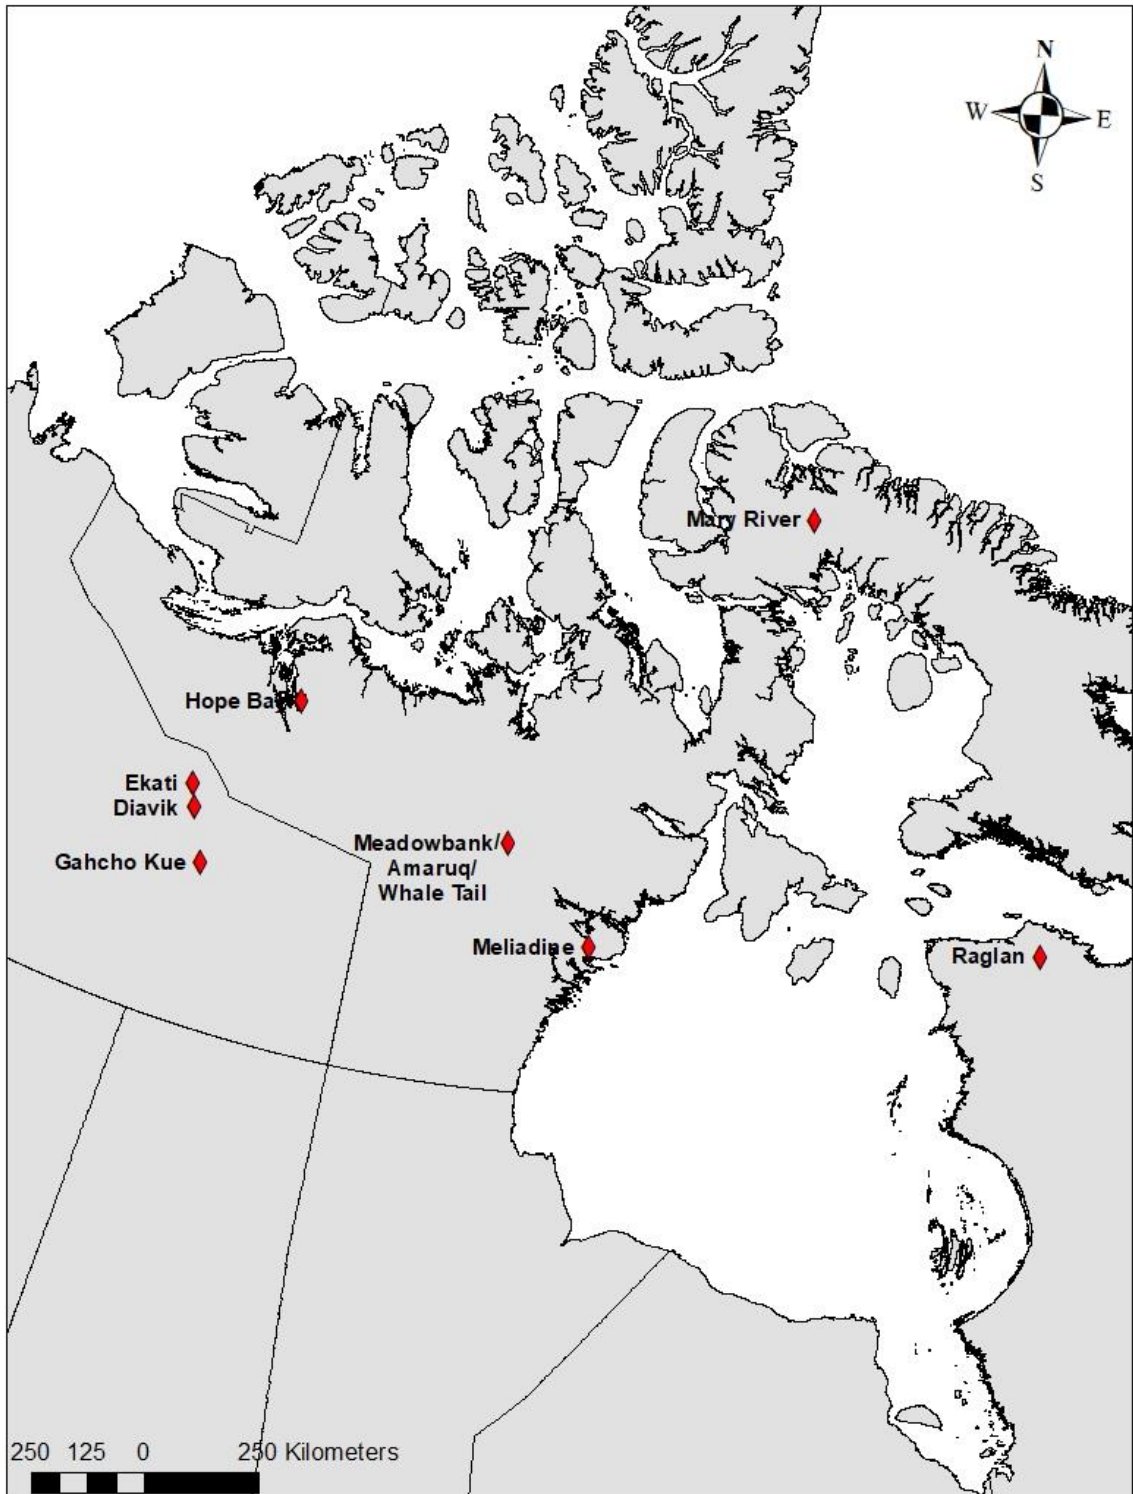 N
W E
S
Mary River
Hope Bay
Ekati
Diavik
Gahcho Kue
Meadowbank/
Amaruq/
Whale Tail
Meliadine
Raglan
250 125 0 250 Kilometers